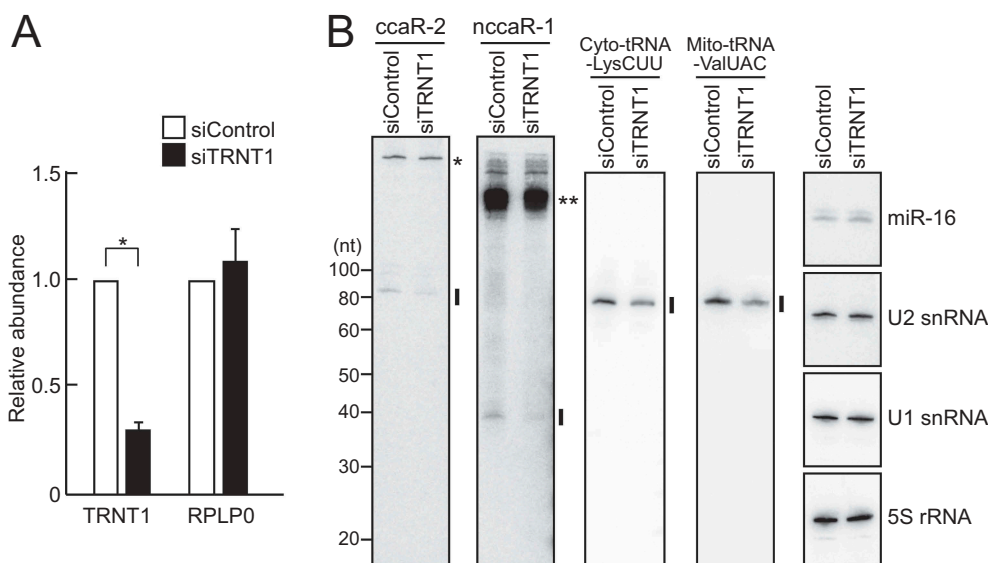 A
siControl
siTRNT1
Relative abundance
1.5
1.0
0.5
0
*
TRNT1
RPLP0
B
ccaR-2
siControl
siTRNT1
*
nccaR-1
siControl
siTRNT1
**
Cyto-tRNA
-LysCUU
siControl
siTRNT1
Mito-tRNA
-ValUAC
siControl
siTRNT1
siControl
siTRNT1
(nt)
100
80
60
50
40
30
20
miR-16
U2 snRNA
U1 snRNA
5S rRNA